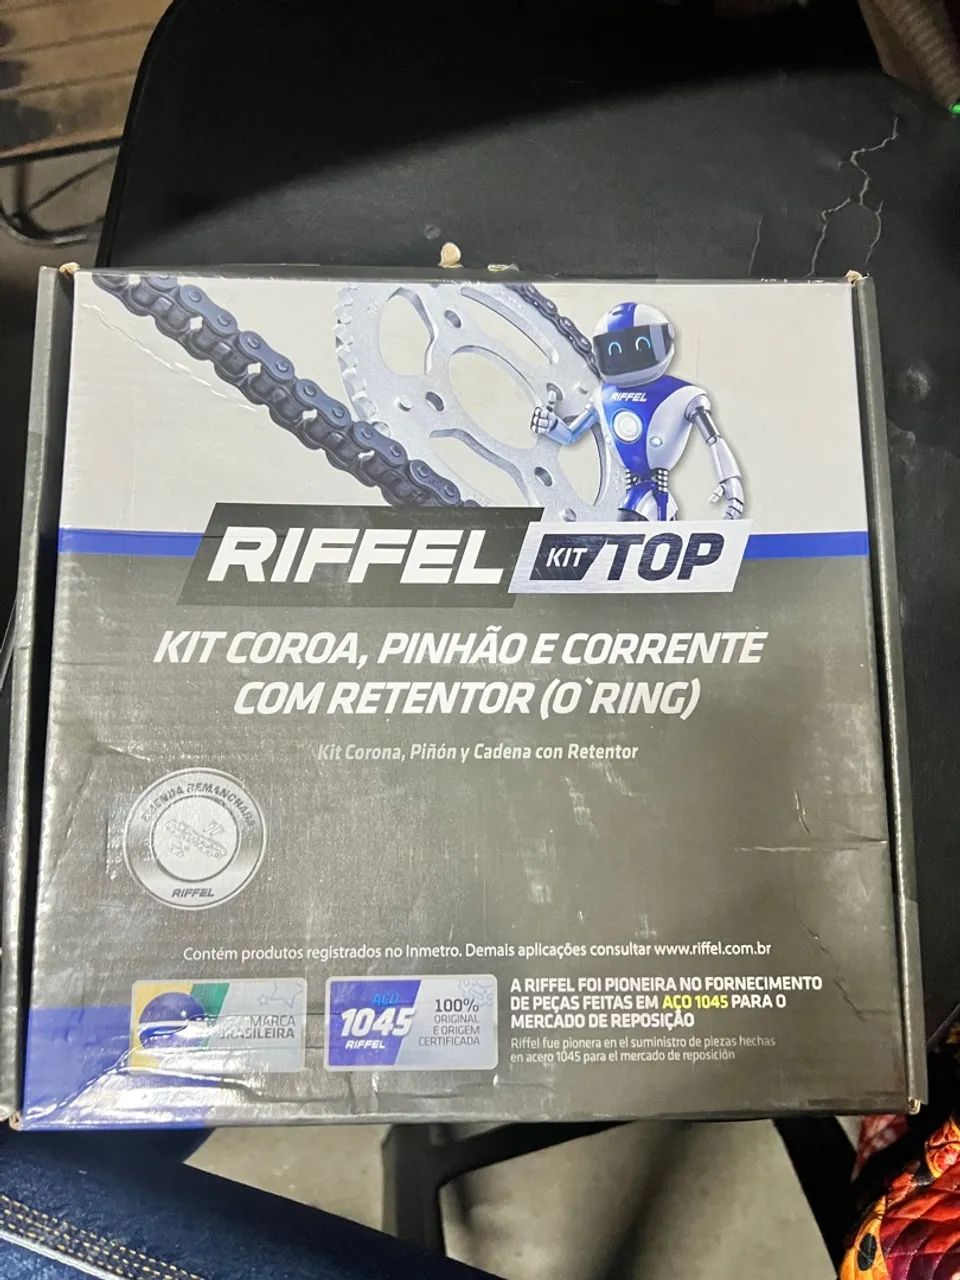 RIFFEL
RIFFEL KIT TOP
KIT COROA, PINHÃO E CORRENTE
COM RETENTOR (O`RING)
Kit Corona, Piñón y Cadena con Retentor
EMENDA REMANCHADA
RIFFEL
Contém produtos registrados no Inmetro. Demais aplicações consultar www.riffel.com.br
MARCA
BRASILEIRA
AÇO
1045
RIFFEL
100%
ORIGINAL
E ORIGEM
CERTIFICADA
A RIFFEL FOI PIONEIRA NO FORNECIMENTO
DE PEÇAS FEITAS EM AÇO 1045 PARA O
MERCADO DE REPOSIÇÃO
Riffel fue pionera en el suministro de piezas hechas
en acero 1045 para el mercado de reposición